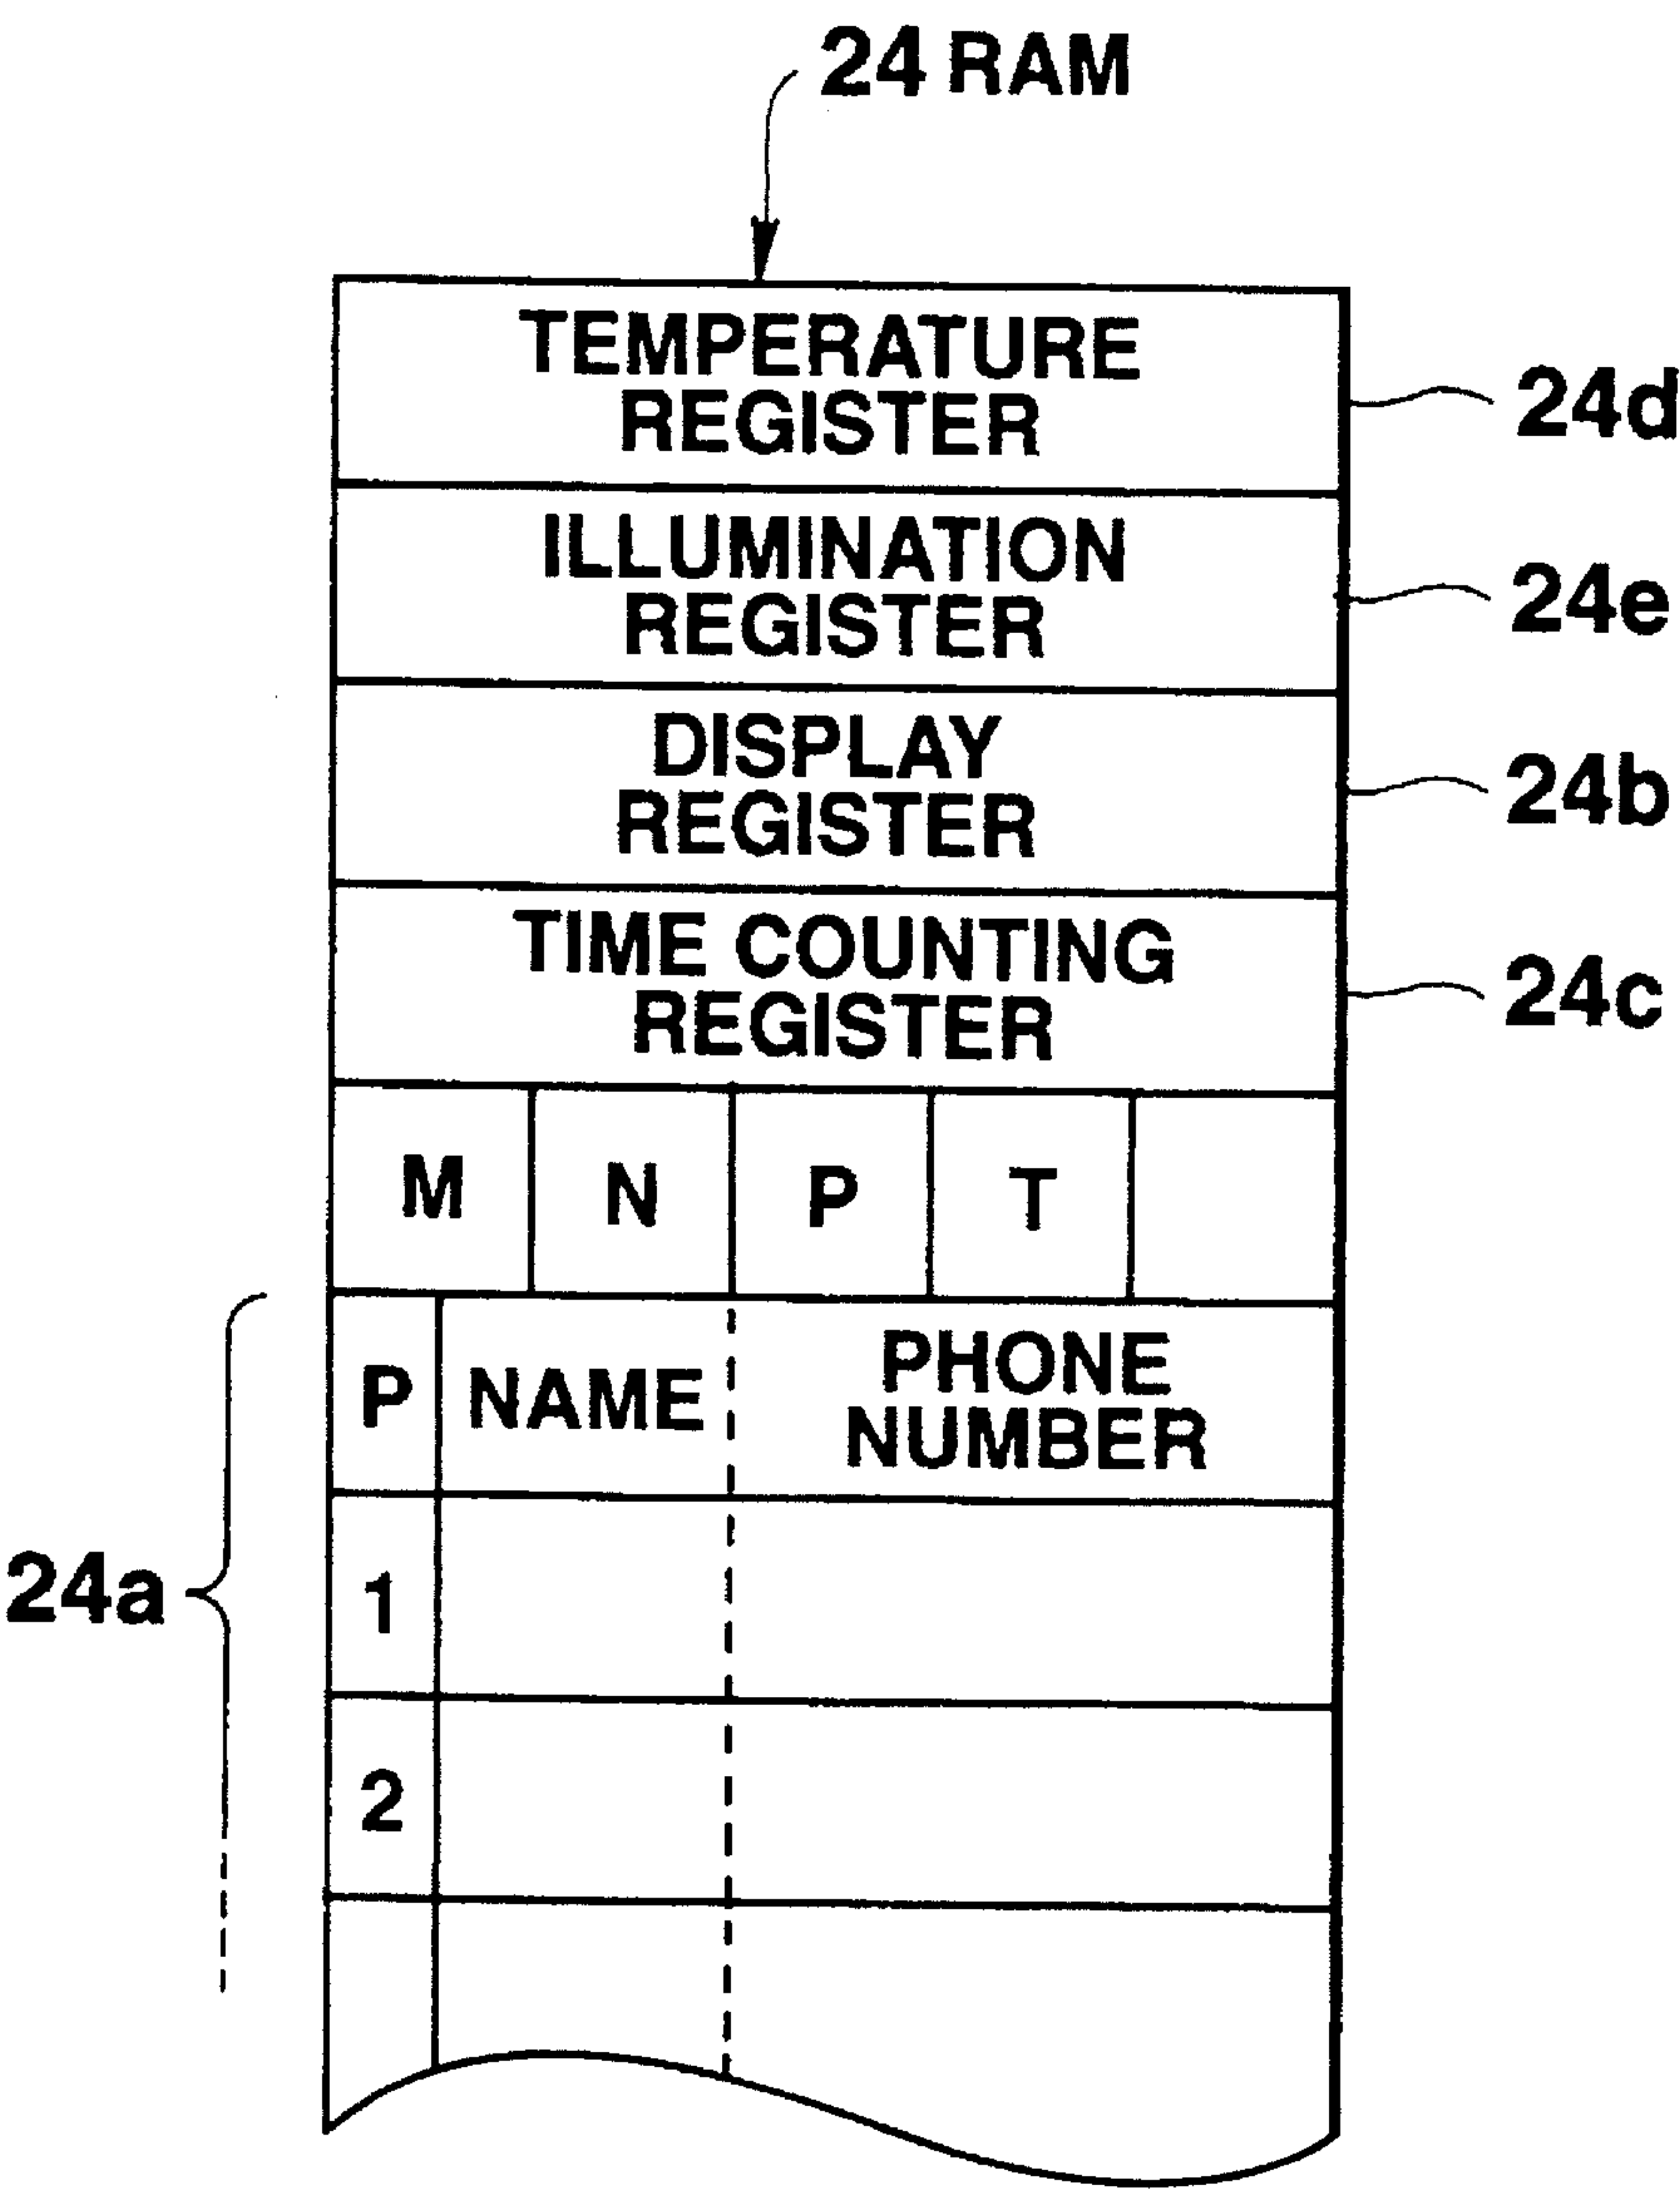 24 RAM
TEMPERATURE
REGISTER
24d
ILLUMINATION
REGISTER
24e
DISPLAY
REGISTER
24b
TIME COUNTING
REGISTER
24c
M N P T
P NAME PHONE
NUMBER
24a
1
2